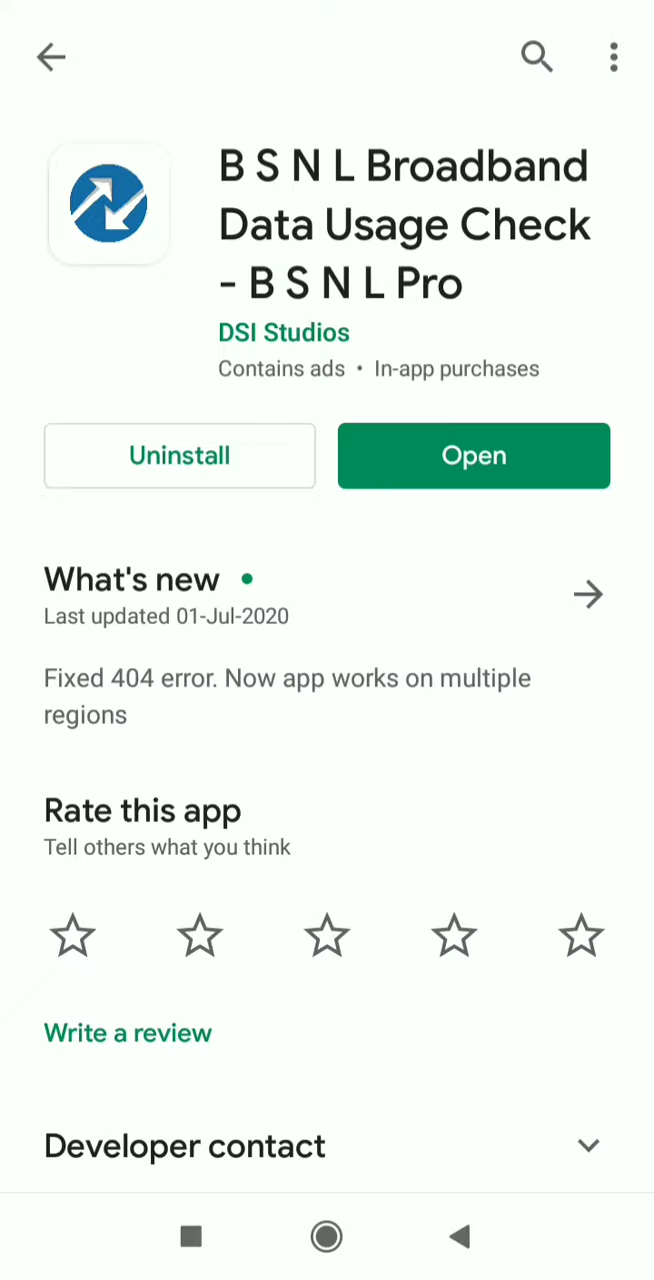 B S N L Broadband
Data Usage Check
- B S N L Pro
DSI Studios
Contains ads • In-app purchases
Uninstall
Open
What's new •
Last updated 01-Jul-2020
Fixed 404 error. Now app works on multiple
regions
Rate this app
Tell others what you think
Write a review
Developer contact